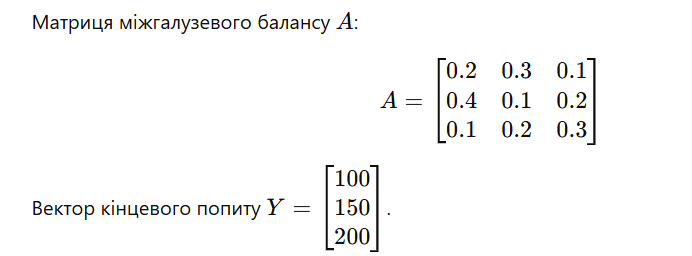 Матриця міжгалузевого балансу A:
A = [0.2 0.3 0.1
0.4 0.1 0.2
0.1 0.2 0.3]
Вектор кінцевого попиту Y = [100
150
200].